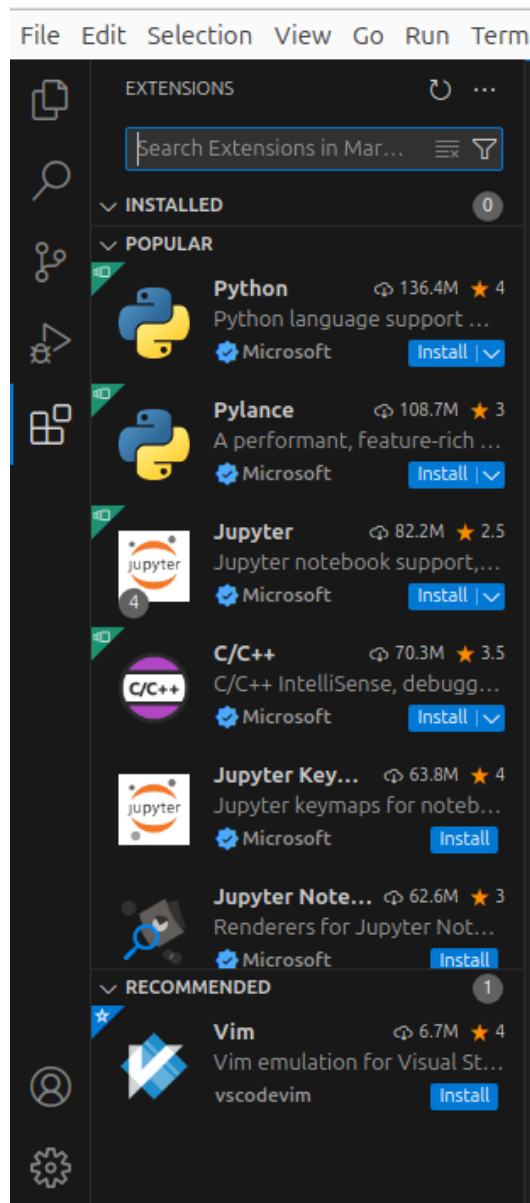 File Edit Selection View Go Run Term
EXTENSIONS
Search Extensions in Mar...
INSTALLED 0
POPULAR
Python 136.4M 4
Python language support ...
Microsoft Install
Pylance 108.7M 3
A performant, feature-rich ...
Microsoft Install
Jupyter 82.2M 2.5
jupyter
Jupyter notebook support,...
4
Microsoft Install
C/C++ 70.3M 3.5
C/C++
C/C++ IntelliSense, debugg...
Microsoft Install
Jupyter Key... 63.8M 4
jupyter
Jupyter keymaps for noteb...
Microsoft Install
Jupyter Note... 62.6M 3
Renderers for Jupyter Not...
Microsoft Install
RECOMMENDED 1
Vim 6.7M 4
Vim emulation for Visual St...
vscodevim Install